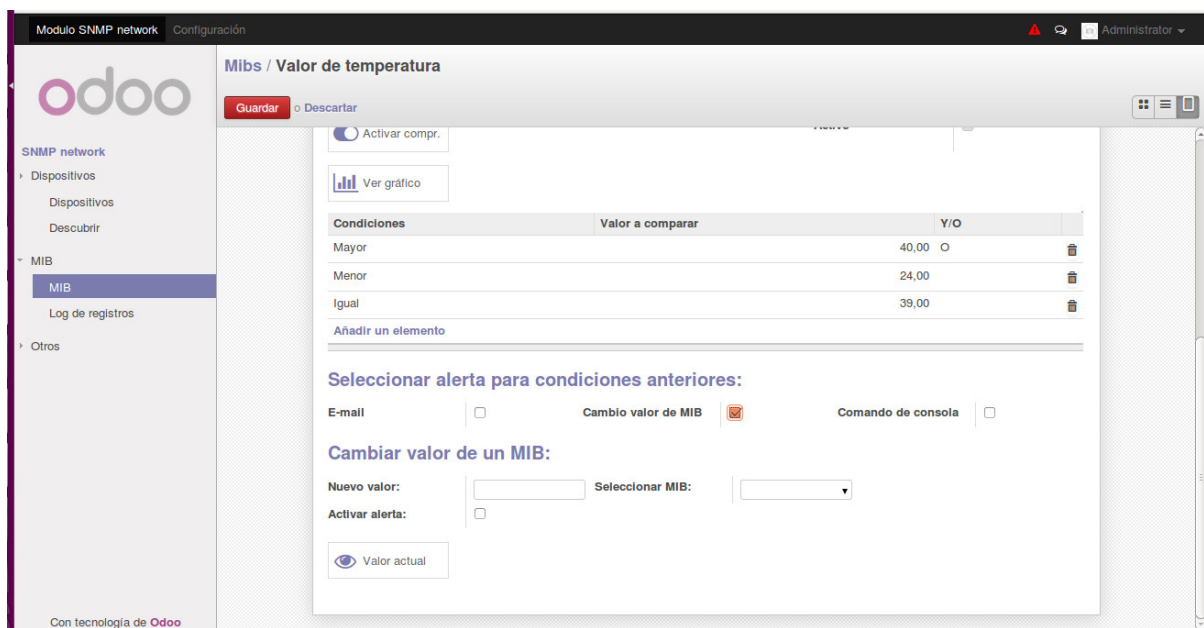 Modulo SNMP network Configuración Administrator
odoo
Mibs / Valor de temperatura
Guardar o Descartar
SNMP network
Dispositivos
Dispositivos
Descubrir
MIB
MIB
Log de registros
Otros
Con tecnología de Odoo
Activar compr. Activo
Ver gráfico
Condiciones Valor a comparar Y/O
Mayor 40,00 O
Menor 24,00
Igual 39,00
Añadir un elemento
Seleccionar alerta para condiciones anteriores:
E-mail Cambio valor de MIB Comando de consola
Cambiar valor de un MIB:
Nuevo valor: Seleccionar MIB:
Activar alerta:
Valor actual